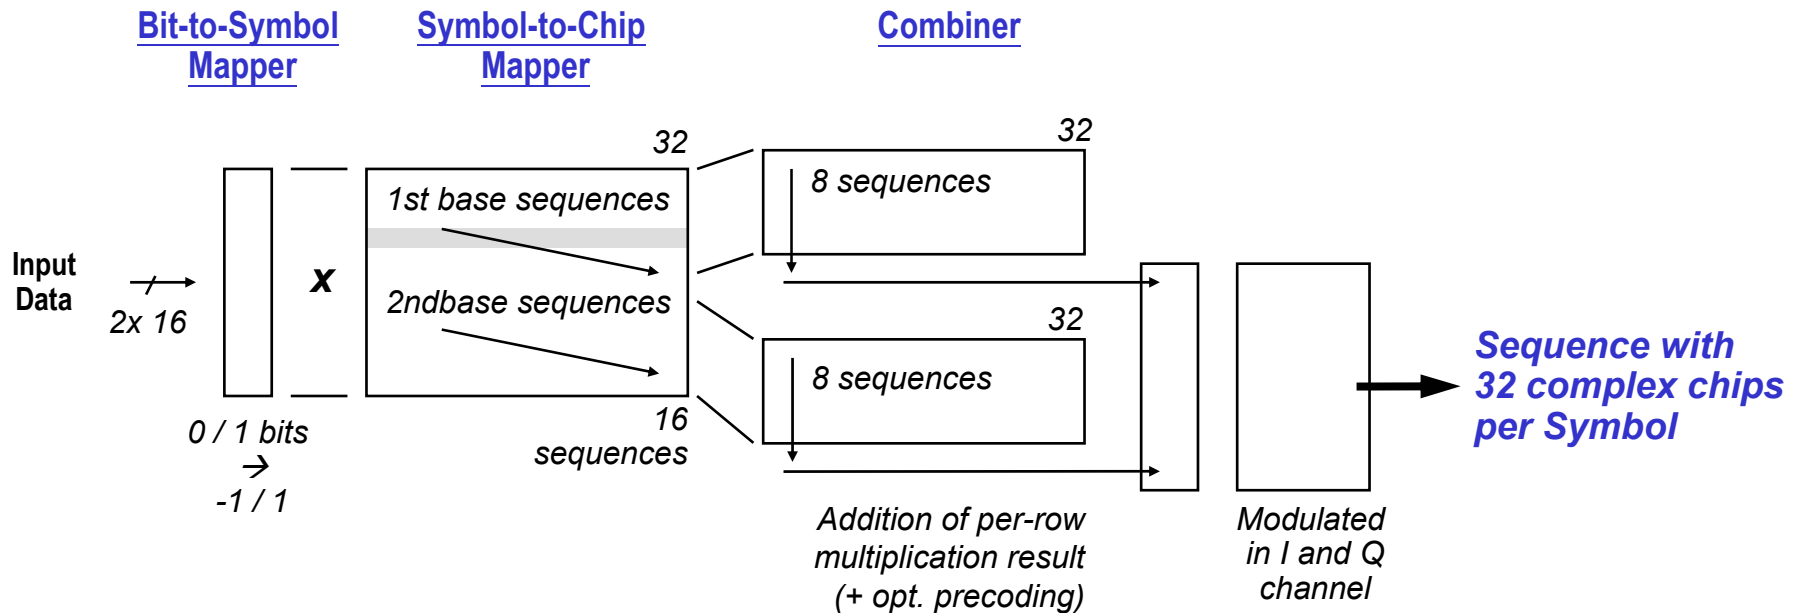 Bit-to-Symbol
Mapper
Symbol-to-Chip
Mapper
Combiner
Input
Data
2x 16
0 / 1 bits
→
-1 / 1
x
32
1st base sequences
2ndbase sequences
16
sequences
32
8 sequences
32
8 sequences
Addition of per-row
multiplication result
(+ opt. precoding)
Modulated
in I and Q
channel
Sequence with
32 complex chips
per Symbol